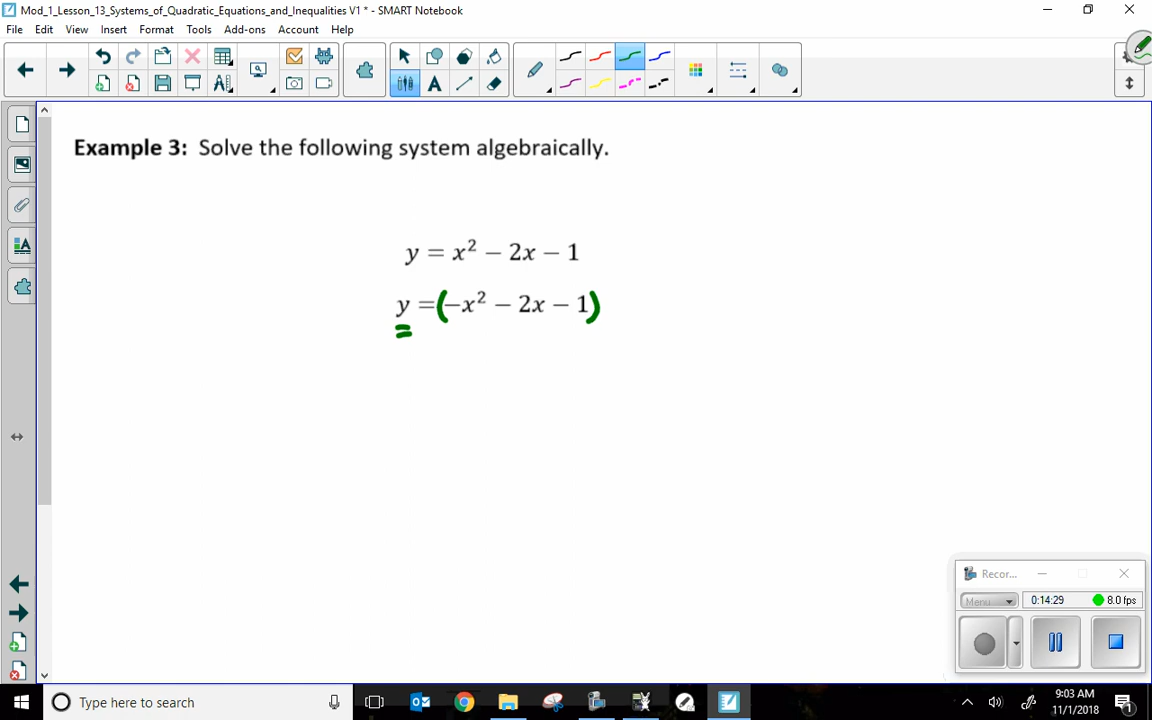 Mod_1_Lesson_13_Systems_of_Quadratic_Equations_and_Inequalities V1 * - SMART Notebook
File Edit View Insert Format Tools Add-ons Account Help
Example 3: Solve the following system algebraically.
y = x² − 2x − 1
y =(−x² − 2x − 1)
Recor...
Menu 0:14:29 8.0 fps
Type here to search
9:03 AM
11/1/2018
1